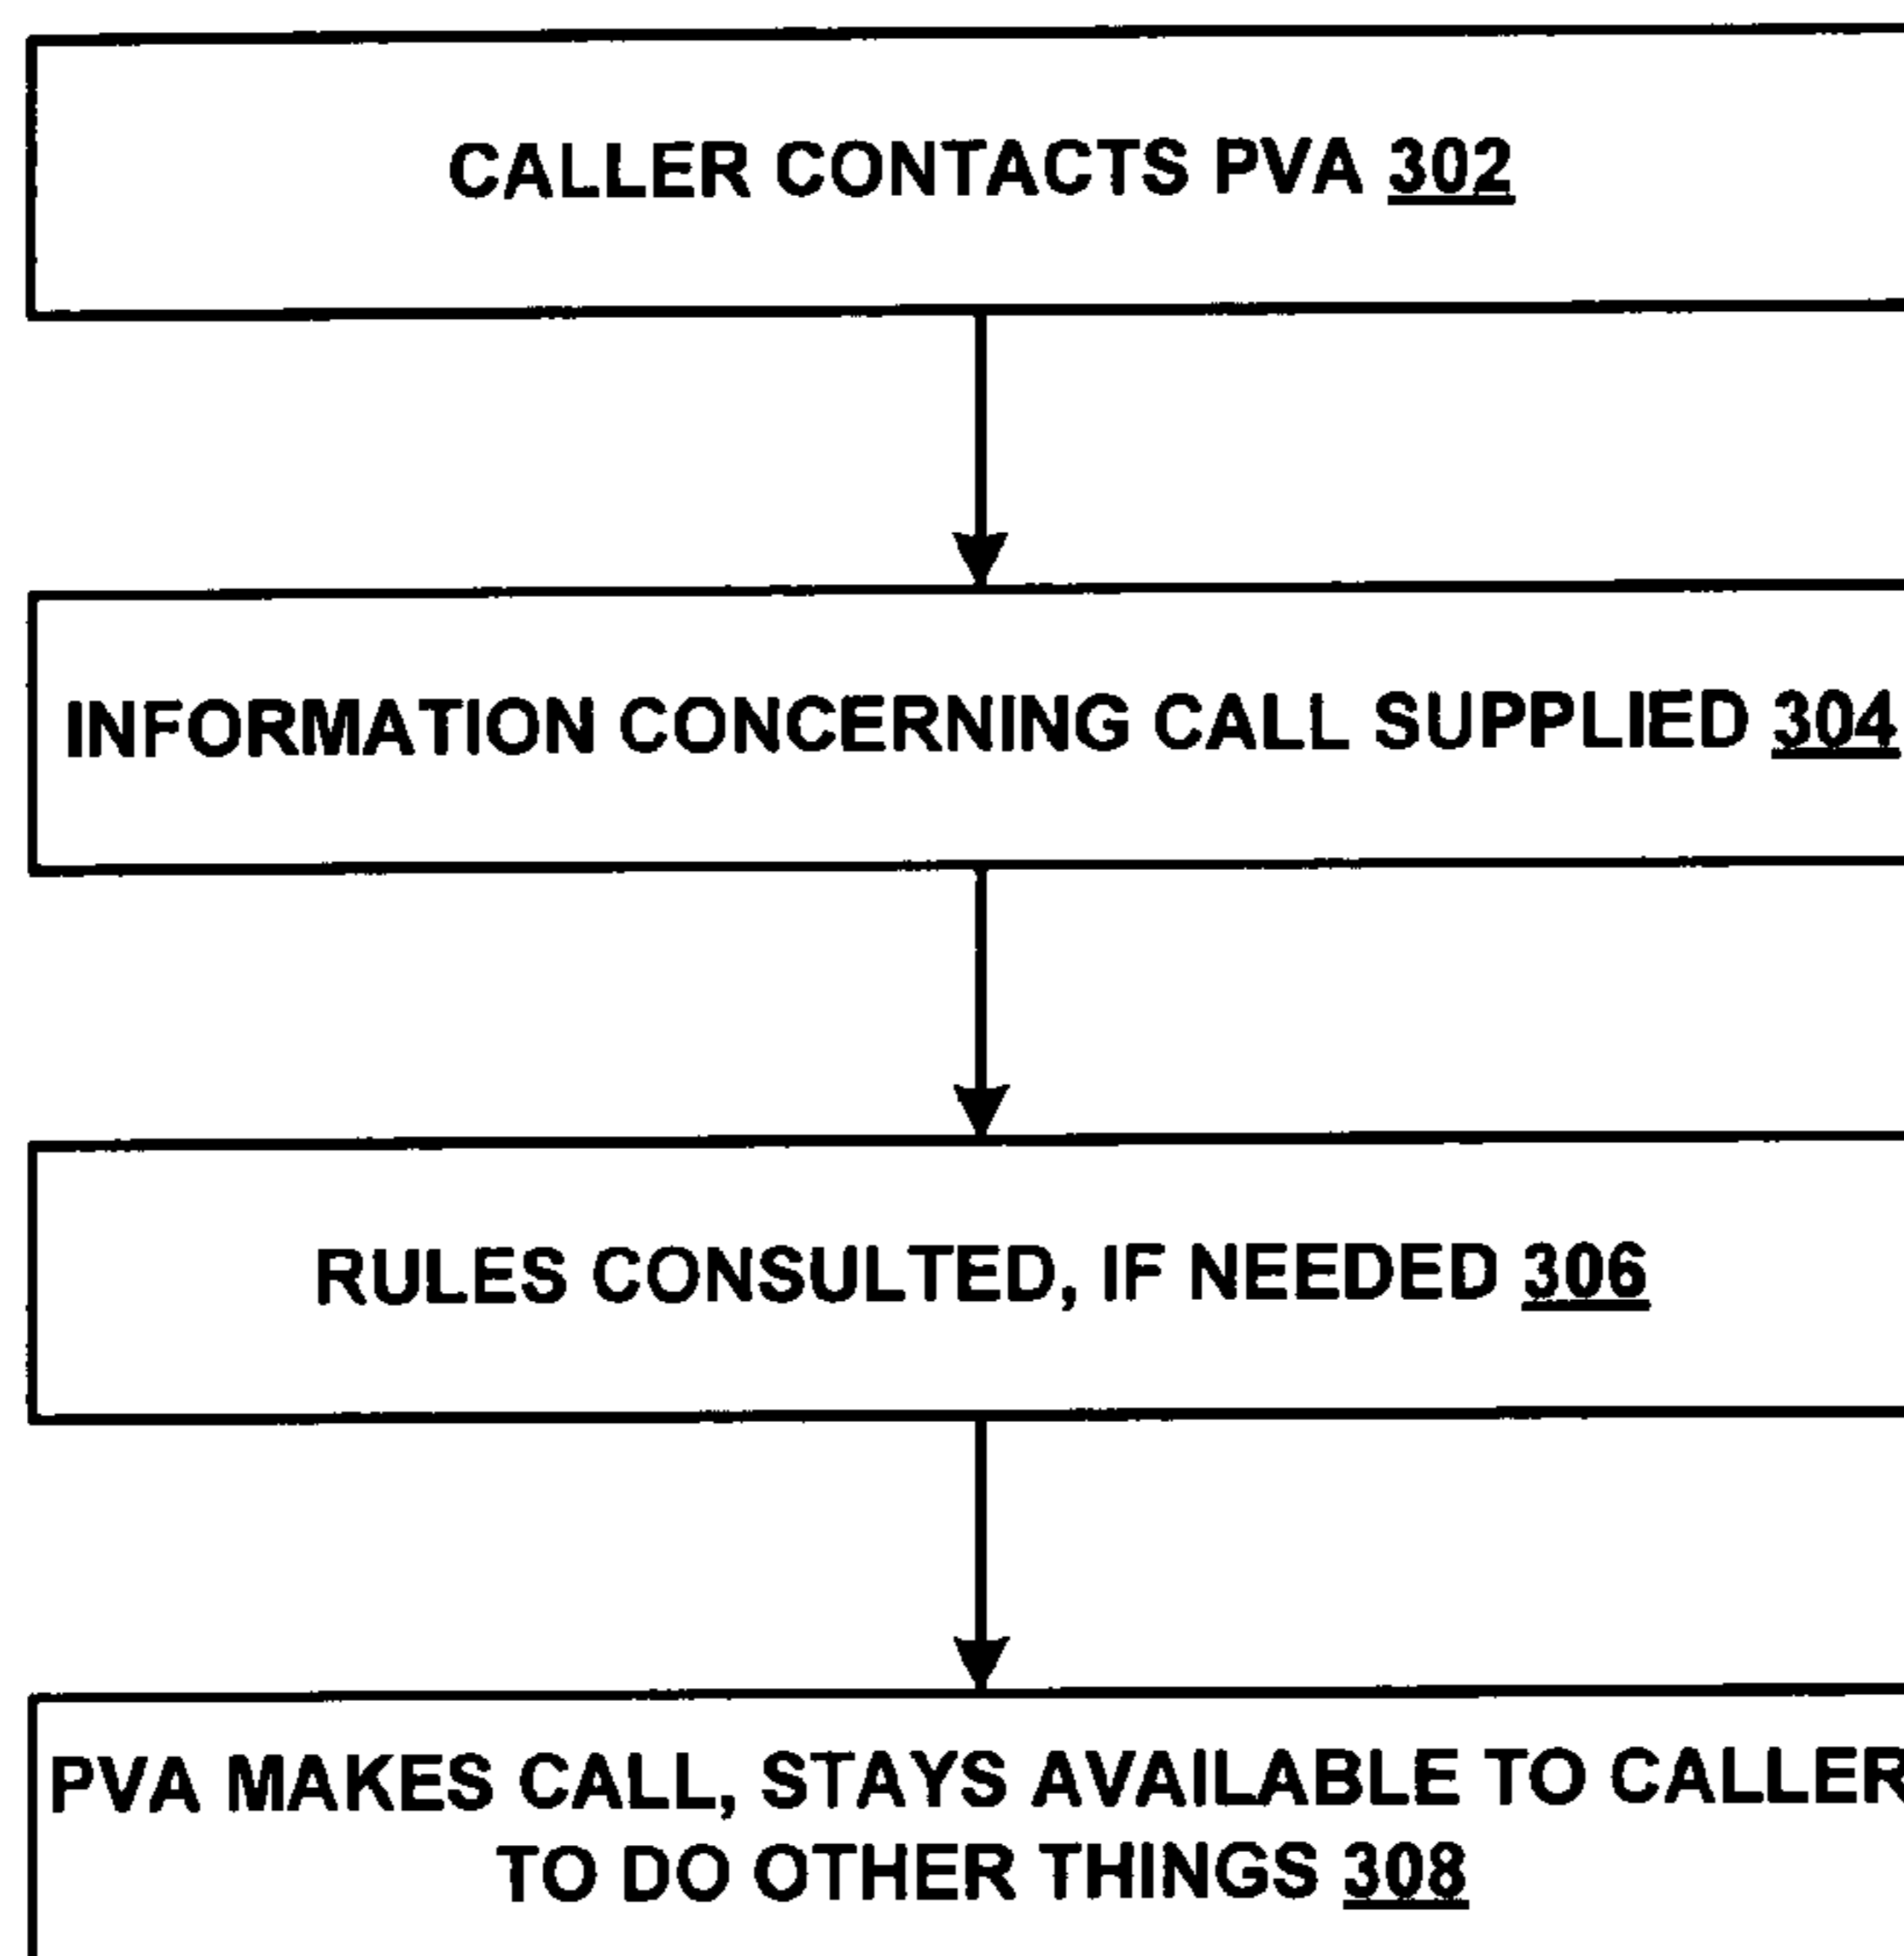 CALLER CONTACTS PVA 302
INFORMATION CONCERNING CALL SUPPLIED 304
RULES CONSULTED, IF NEEDED 306
PVA MAKES CALL, STAYS AVAILABLE TO CALLER
TO DO OTHER THINGS 308